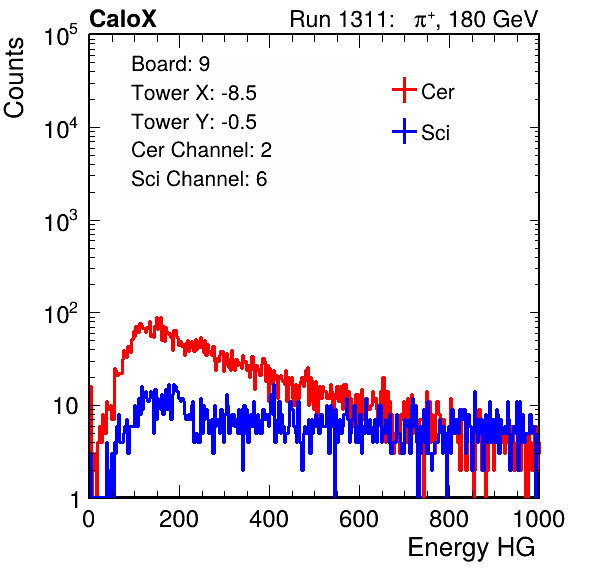 CaloX Run 1311: π⁺, 180 GeV
Counts
10⁵
10⁴
10³
10²
10
1
Board: 9
Tower X: -8.5
Tower Y: -0.5
Cer Channel: 2
Sci Channel: 6
Cer
Sci
0 200 400 600 800 1000
Energy HG